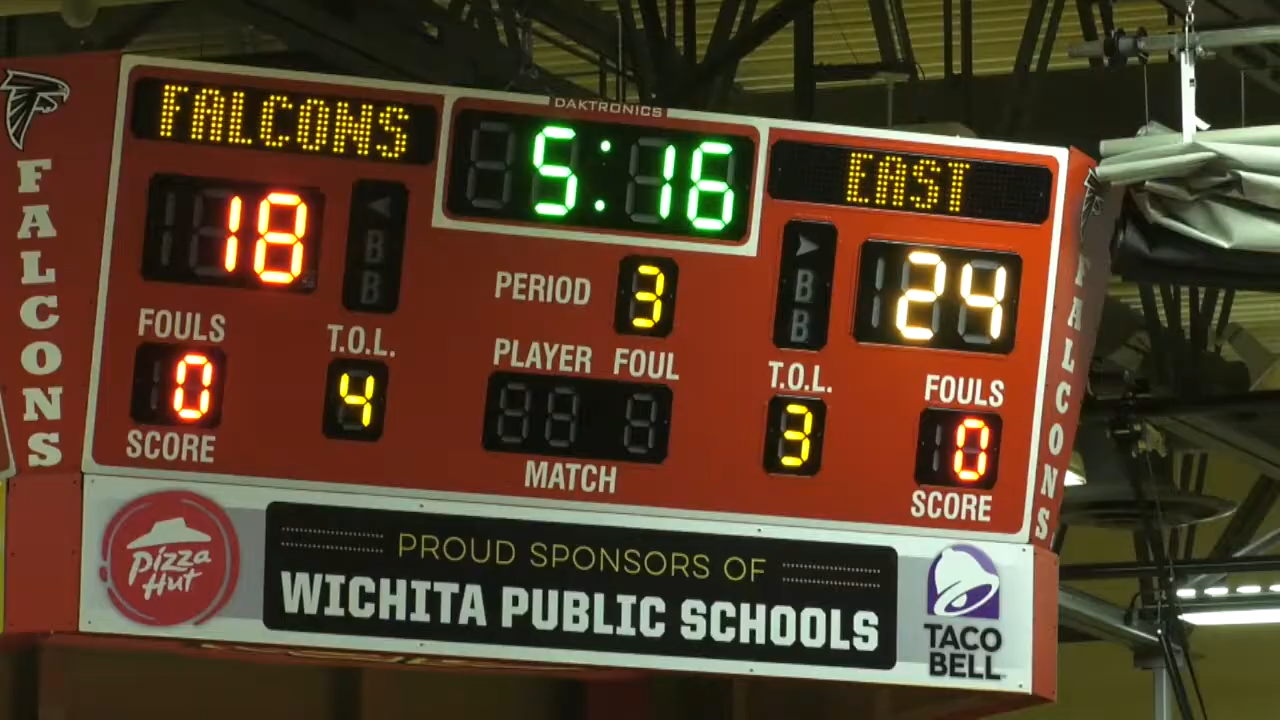 DAKTRONICS
FALCONS
5:16
EAST
18
24
B
B
B
B
PERIOD 3
FOULS
T.O.L.
PLAYER FOUL
T.O.L.
FOULS
0
4
3
0
SCORE
MATCH
SCORE
FALCONS
FALCONS
Pizza
Hut
PROUD SPONSORS OF
WICHITA PUBLIC SCHOOLS
TACO
BELL